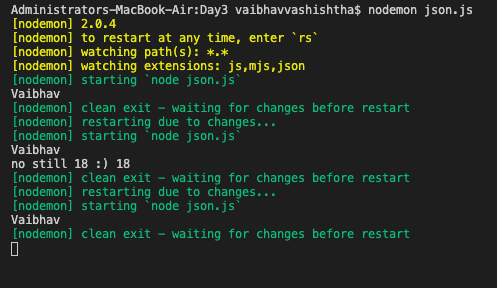 Administrators-MacBook-Air:Day3 vaibhavvashishtha$ nodemon json.js
[nodemon] 2.0.4
[nodemon] to restart at any time, enter `rs`
[nodemon] watching path(s): *.*
[nodemon] watching extensions: js,mjs,json
[nodemon] starting `node json.js`
Vaibhav
[nodemon] clean exit - waiting for changes before restart
[nodemon] restarting due to changes...
[nodemon] starting `node json.js`
Vaibhav
no still 18 :) 18
[nodemon] clean exit - waiting for changes before restart
[nodemon] restarting due to changes...
[nodemon] starting `node json.js`
Vaibhav
[nodemon] clean exit - waiting for changes before restart